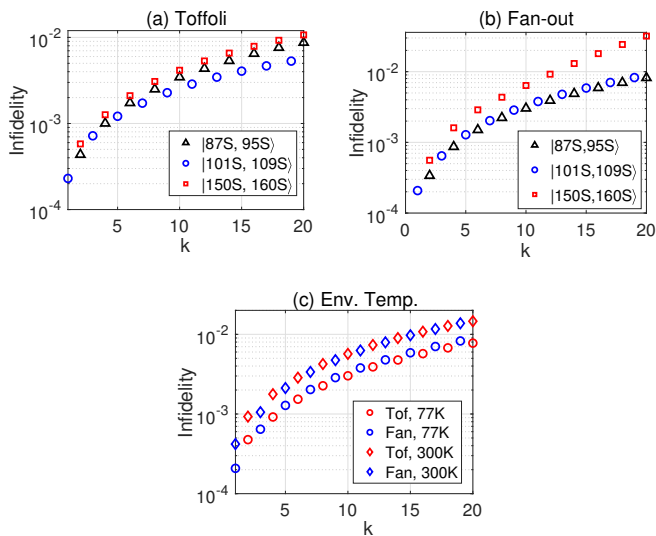 (a) Toffoli
10^-2
10^-3
10^-4
Infidelity
5 10 15 20
k
|87S, 95S⟩
|101S, 109S⟩
|150S, 160S⟩
(b) Fan-out
10^-2
10^-3
10^-4
Infidelity
0 5 10 15 20
k
|87S,95S⟩
|101S,109S⟩
|150S,160S⟩
(c) Env. Temp.
10^-2
10^-3
10^-4
Infidelity
5 10 15 20
k
Tof, 77K
Fan, 77K
Tof, 300K
Fan, 300K